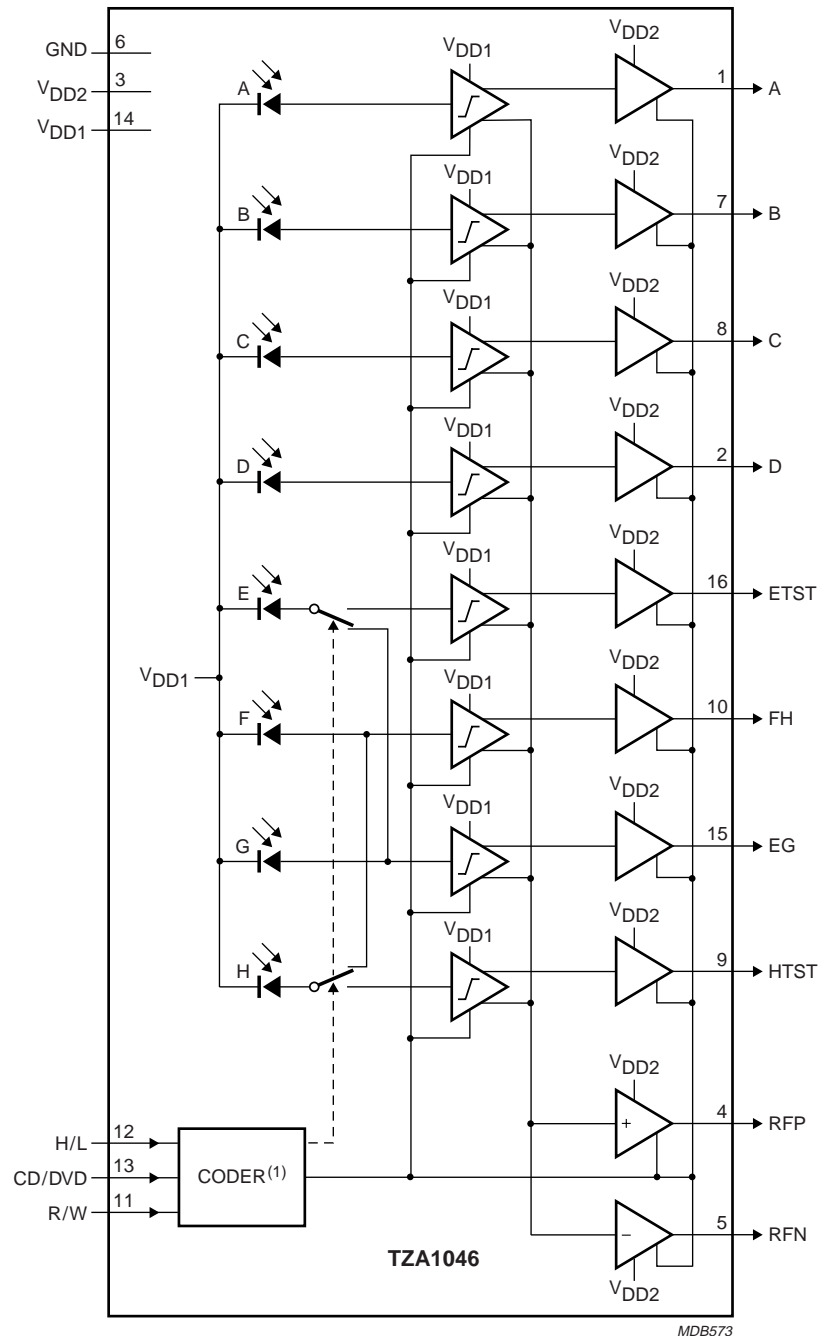 GND 6
VDD2 3
VDD1 14
A VDD1 VDD2 1 A
B VDD1 VDD2 7 B
C VDD1 VDD2 8 C
D VDD1 VDD2 2 D
E VDD1 VDD2 16 ETST
VDD1
F VDD1 VDD2 10 FH
G VDD1 VDD2 15 EG
H VDD1 VDD2 9 HTST
VDD2
+ 4 RFP
H/L 12
CD/DVD 13 CODER(1)
R/W 11
− 5 RFN
VDD2
TZA1046
MDB573